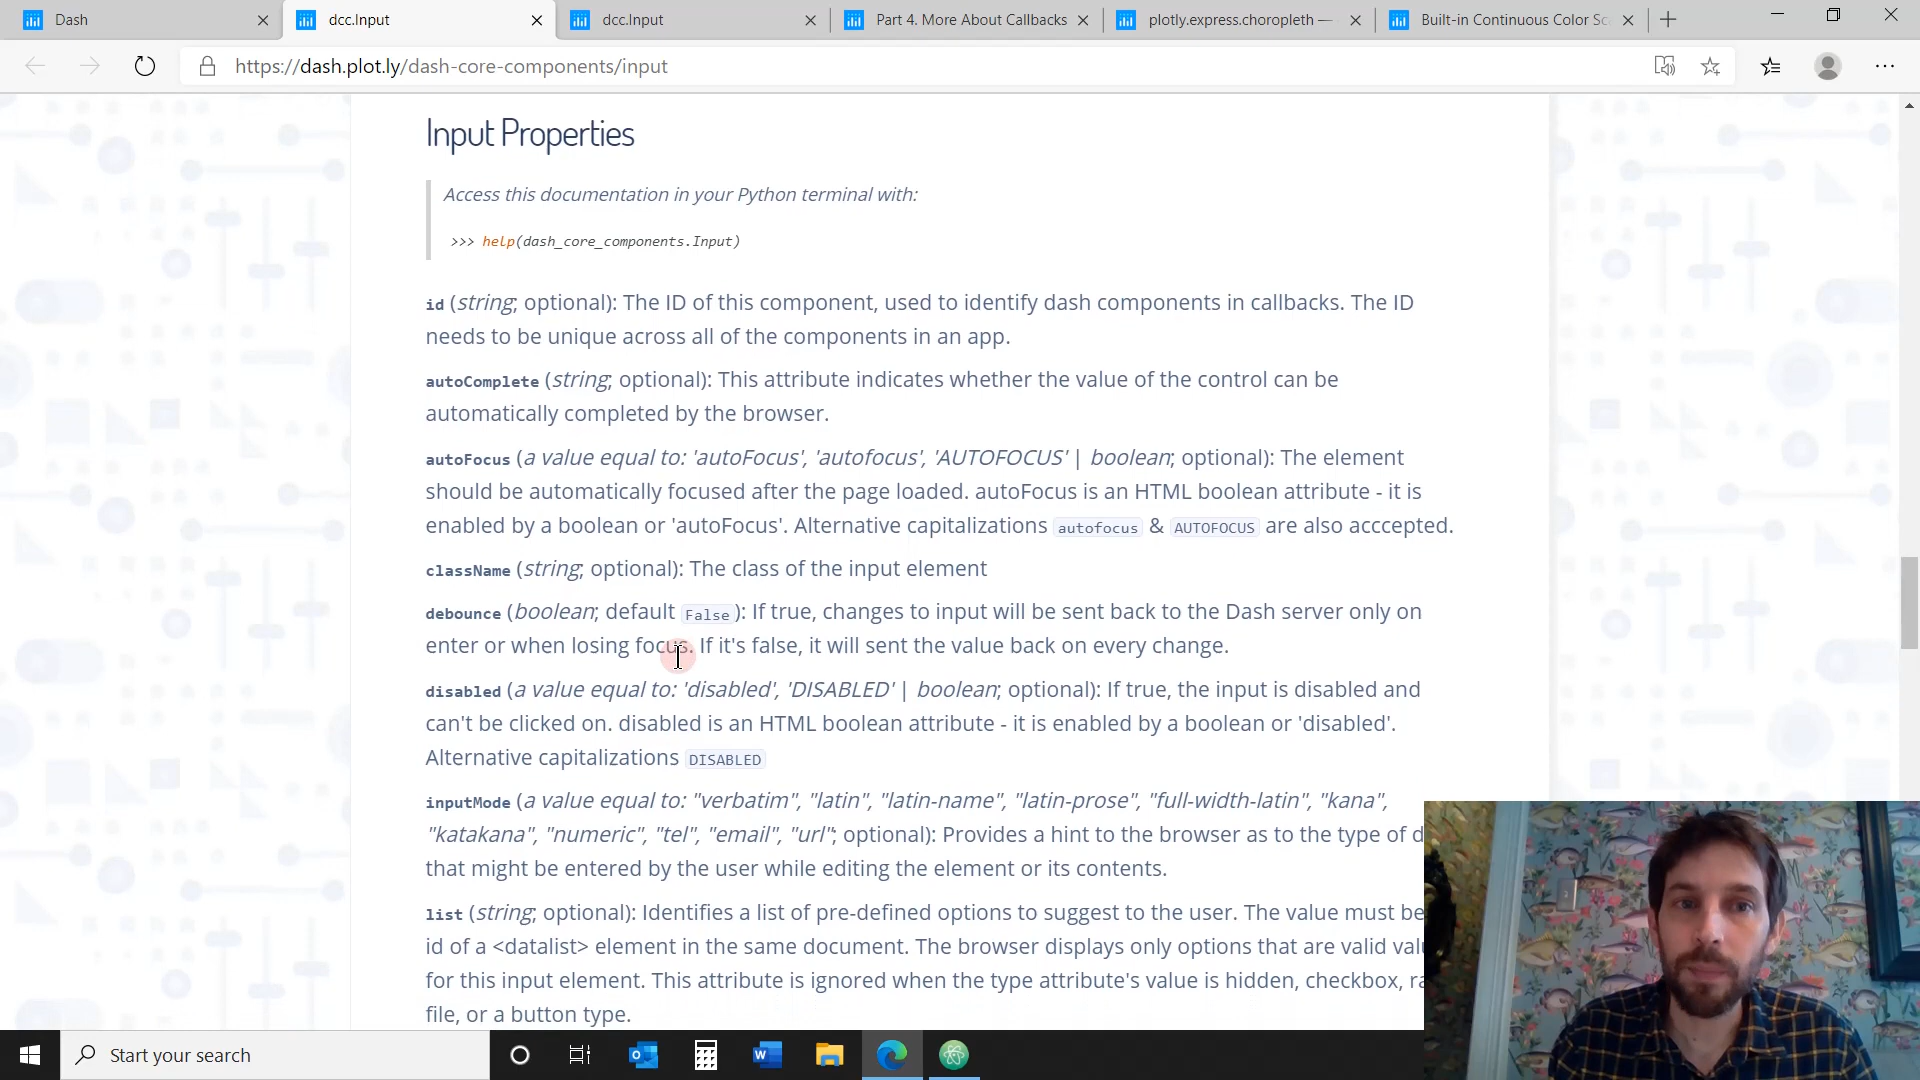 Dash
dcc.Input
dcc.Input
Part 4. More About Callbacks
plotly.express.choropleth —
Built-in Continuous Color Sc
https://dash.plot.ly/dash-core-components/input
Input Properties
Access this documentation in your Python terminal with:
>>> help(dash_core_components.Input)
id (string; optional): The ID of this component, used to identify dash components in callbacks. The ID
needs to be unique across all of the components in an app.
autoComplete (string; optional): This attribute indicates whether the value of the control can be
automatically completed by the browser.
autoFocus (a value equal to: 'autoFocus', 'autofocus', 'AUTOFOCUS' | boolean; optional): The element
should be automatically focused after the page loaded. autoFocus is an HTML boolean attribute - it is
enabled by a boolean or 'autoFocus'. Alternative capitalizations autofocus & AUTOFOCUS are also acccepted.
className (string; optional): The class of the input element
debounce (boolean; default False): If true, changes to input will be sent back to the Dash server only on
enter or when losing focus. If it's false, it will sent the value back on every change.
disabled (a value equal to: 'disabled', 'DISABLED' | boolean; optional): If true, the input is disabled and
can't be clicked on. disabled is an HTML boolean attribute - it is enabled by a boolean or 'disabled'.
Alternative capitalizations DISABLED
inputMode (a value equal to: "verbatim", "latin", "latin-name", "latin-prose", "full-width-latin", "kana",
"katakana", "numeric", "tel", "email", "url"; optional): Provides a hint to the browser as to the type of d
that might be entered by the user while editing the element or its contents.
list (string; optional): Identifies a list of pre-defined options to suggest to the user. The value must be
id of a <datalist> element in the same document. The browser displays only options that are valid val
for this input element. This attribute is ignored when the type attribute's value is hidden, checkbox, ra
file, or a button type.
Start your search